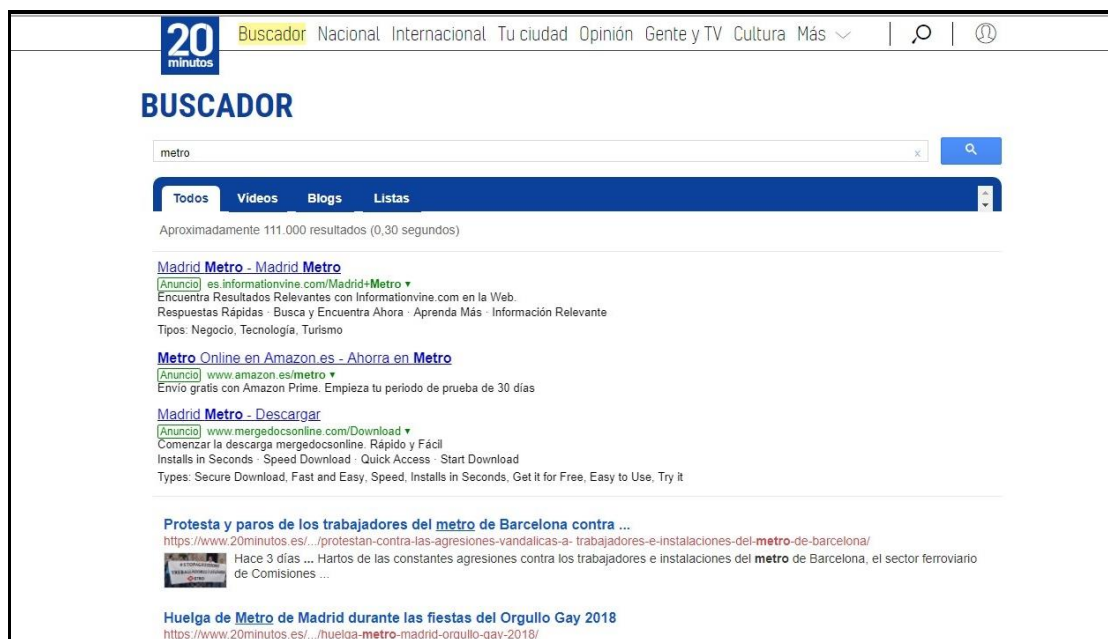 20
minutos
Buscador Nacional Internacional Tu ciudad Opinión Gente y TV Cultura Más
BUSCADOR
metro x
Todos Vídeos Blogs Listas
Aproximadamente 111.000 resultados (0,30 segundos)
Madrid Metro - Madrid Metro
Anuncio es.informationvine.com/Madrid+Metro ▼
Encuentra Resultados Relevantes con Informationvine.com en la Web.
Respuestas Rápidas · Busca y Encuentra Ahora · Aprenda Más · Información Relevante
Tipos: Negocio, Tecnología, Turismo
Metro Online en Amazon.es - Ahorra en Metro
Anuncio www.amazon.es/metro ▼
Envío gratis con Amazon Prime. Empieza tu periodo de prueba de 30 días
Madrid Metro - Descargar
Anuncio www.mergedocsonline.com/Download ▼
Comenzar la descarga mergedocsonline. Rápido y Fácil
Installs in Seconds · Speed Download · Quick Access · Start Download
Types: Secure Download, Fast and Easy, Speed, Installs in Seconds, Get it for Free, Easy to Use, Try it
Protesta y paros de los trabajadores del metro de Barcelona contra ...
https://www.20minutos.es/.../protestan-contra-las-agresiones-vandalicas-a- trabajadores-e-instalaciones-del-metro-de-barcelona/
Hace 3 días ... Hartos de las constantes agresiones contra los trabajadores e instalaciones del metro de Barcelona, el sector ferroviario
de Comisiones ...
Huelga de Metro de Madrid durante las fiestas del Orgullo Gay 2018
https://www.20minutos.es/.../huelga-metro-madrid-orgullo-gay-2018/